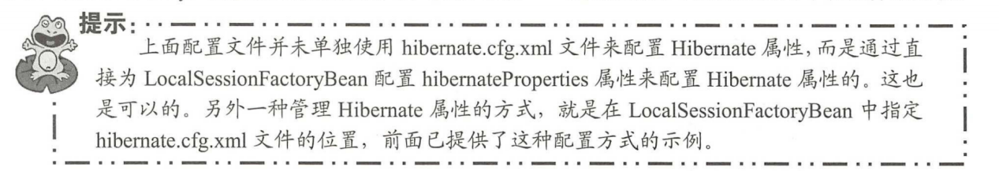 提示:
上面配置文件并未单独使用 hibernate.cfg.xml 文件来配置 Hibernate 属性，而是通过直
接为 LocalSessionFactoryBean 配置 hibernateProperties 属性来配置 Hibernate 属性的。这也
是可以的。另外一种管理 Hibernate 属性的方式，就是在 LocalSessionFactoryBean 中指定
hibernate.cfg.xml 文件的位置，前面已提供了这种配置方式的示例。